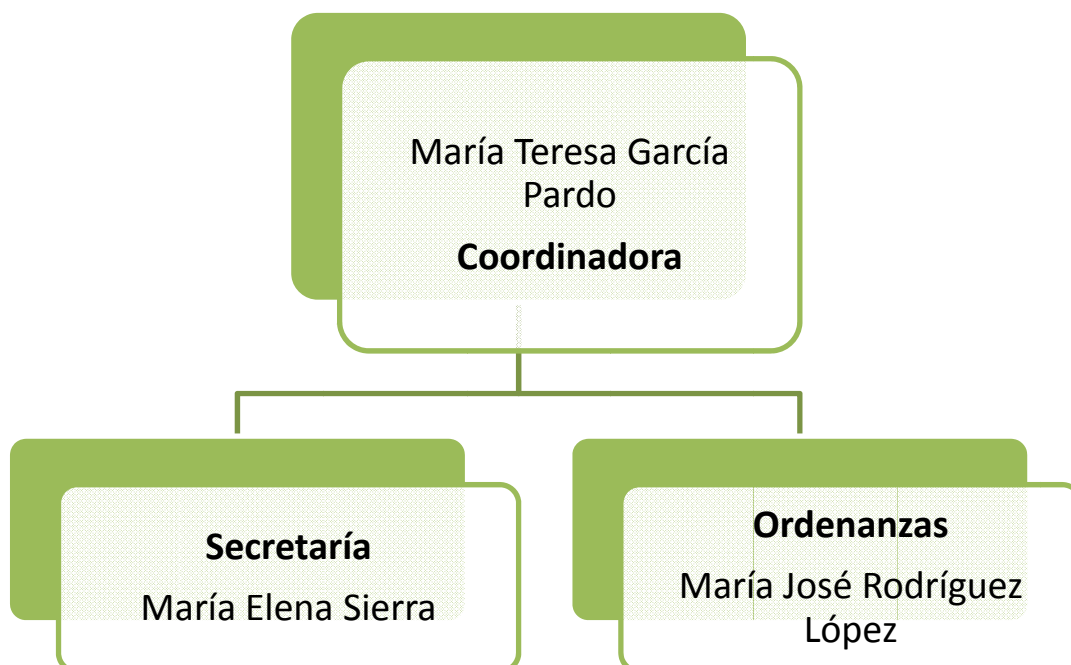 María Teresa García
Pardo
Coordinadora
Secretaría
María Elena Sierra
Ordenanzas
María José Rodríguez
López